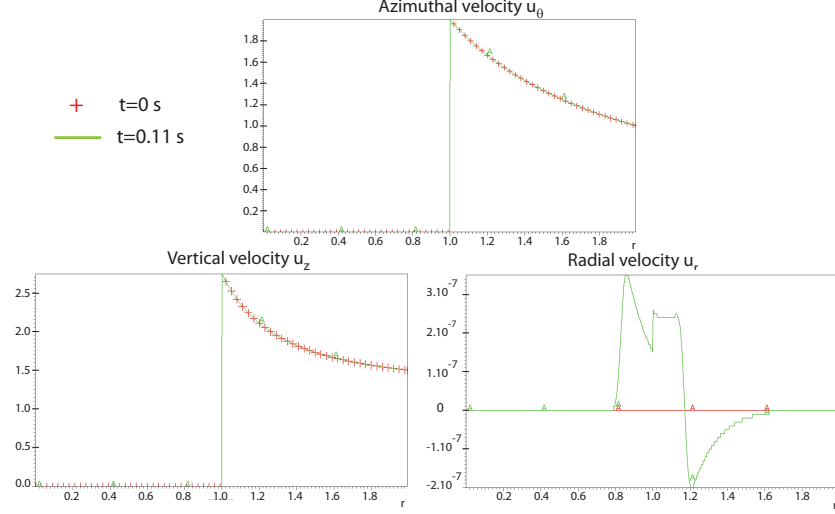 Azimuthal velocity u_θ
1.8
1.6
1.4
1.2
1.0
0.8
0.6
0.4
0.2
0.2 0.4 0.6 0.8 1.0 1.2 1.4 1.6 1.8 r
t=0 s
t=0.11 s
Vertical velocity u_z
2.5
2.0
1.5
1.0
0.5
0.0
0.2 0.4 0.6 0.8 1.0 1.2 1.4 1.6 1.8 r
Radial velocity u_r
3.10⁻⁷
2.10⁻⁷
1.10⁻⁷
0
-1.10⁻⁷
-2.10⁻⁷
0.2 0.4 0.6 0.8 1.0 1.2 1.4 1.6 1.8